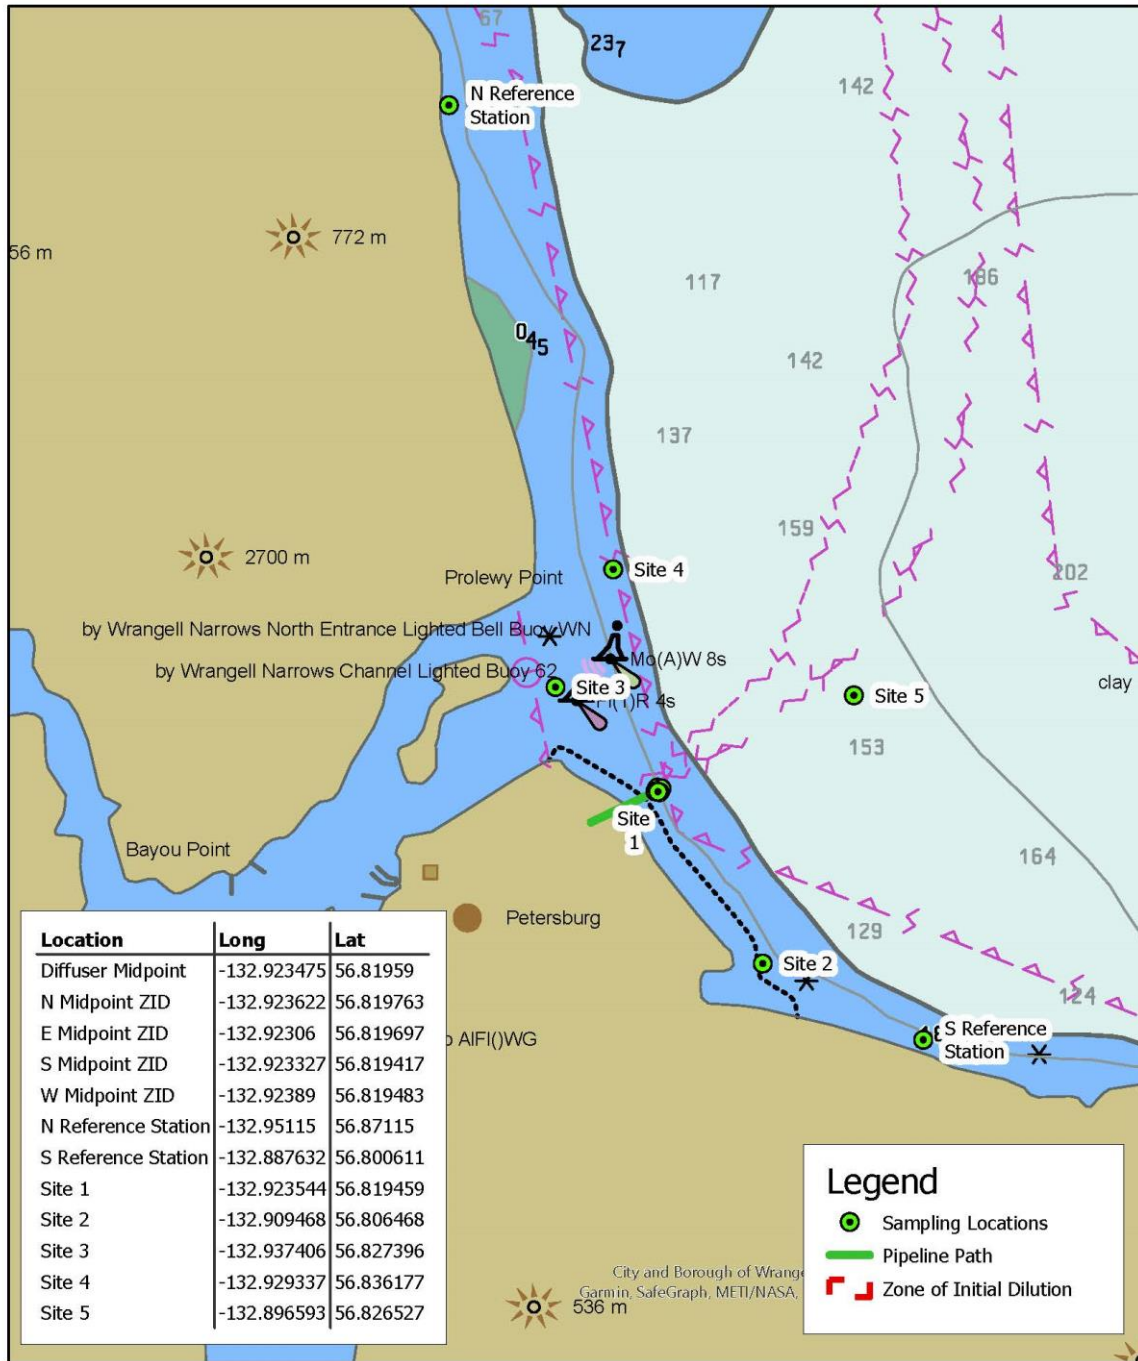 67
23₇
N Reference
Station
142
772 m
56 m
117
186
0₄₅
142
137
159
2700 m
Prolewy Point
Site 4
202
by Wrangell Narrows North Entrance Lighted Bell Buoy WN
Mo(A)W 8s
by Wrangell Narrows Channel Lighted Buoy 62
Site 3
Fl(1)R 4s
Site 5
clay
153
Site
1
Bayou Point
164
Petersburg
129
Site 2
124
S Reference
Station
o AlFl()WG
Location Long Lat
Diffuser Midpoint -132.923475 56.81959
N Midpoint ZID -132.923622 56.819763
E Midpoint ZID -132.92306 56.819697
S Midpoint ZID -132.923327 56.819417
W Midpoint ZID -132.92389 56.819483
N Reference Station -132.95115 56.87115
S Reference Station -132.887632 56.800611
Site 1 -132.923544 56.819459
Site 2 -132.909468 56.806468
Site 3 -132.937406 56.827396
Site 4 -132.929337 56.836177
Site 5 -132.896593 56.826527
Legend
Sampling Locations
Pipeline Path
Zone of Initial Dilution
City and Borough of Wrange
Garmin, SafeGraph, METI/NASA,
536 m